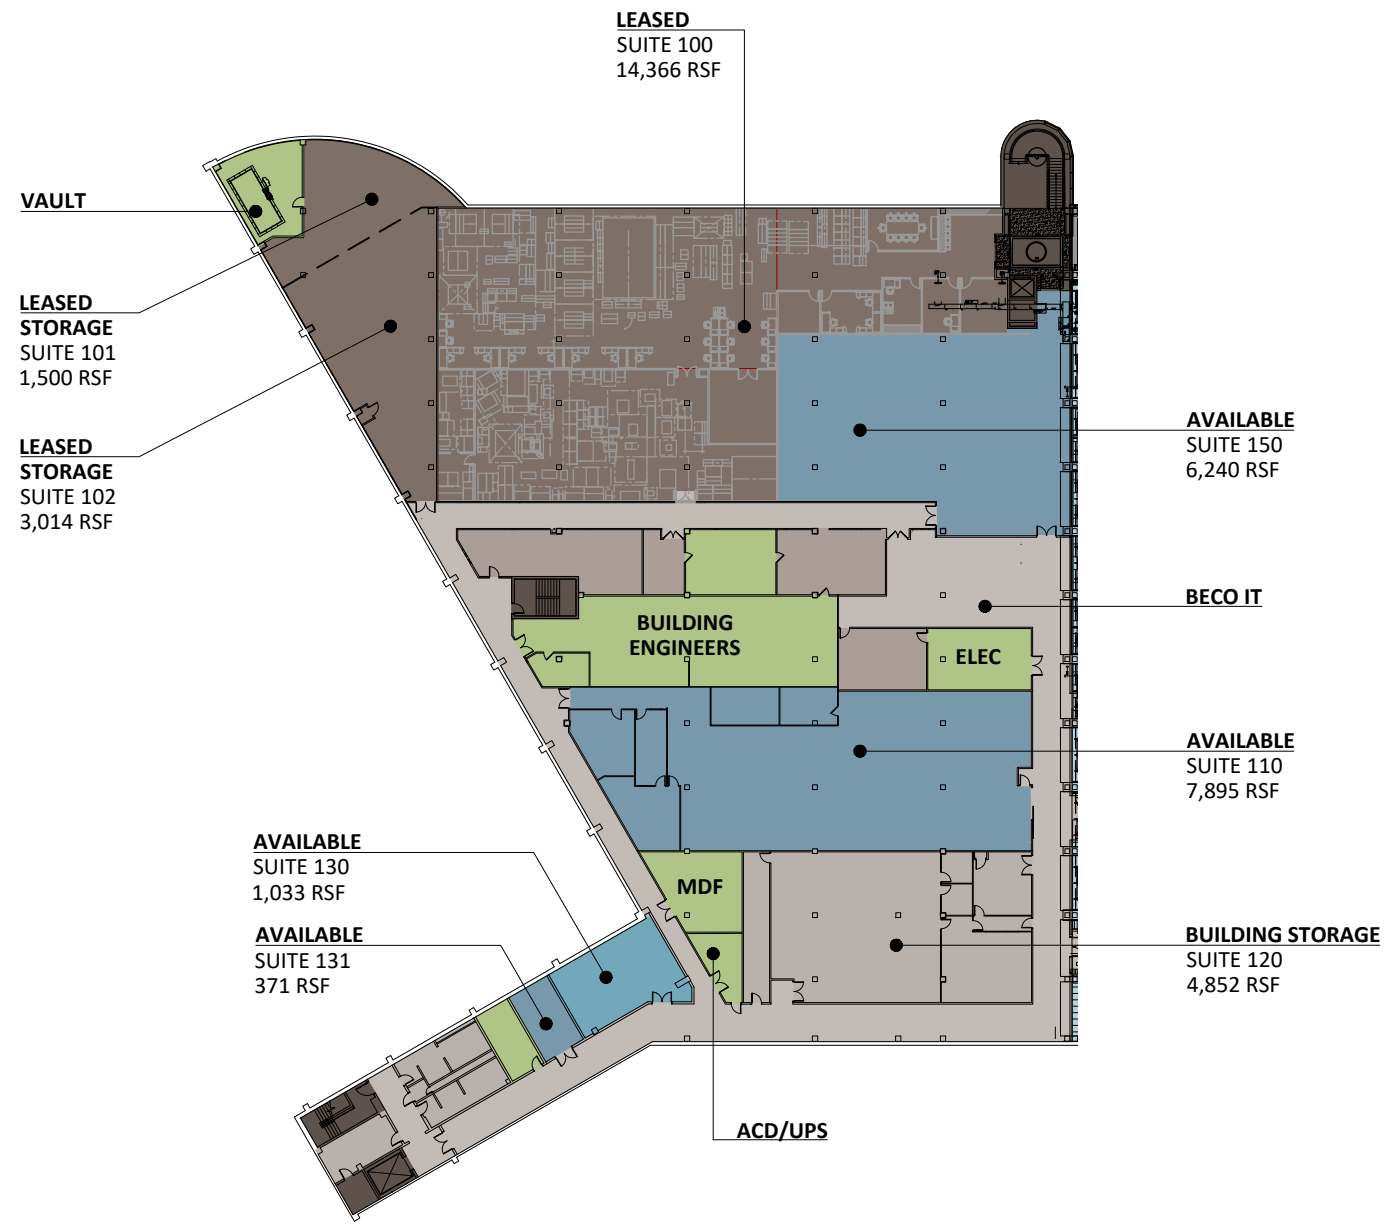 LEASED
SUITE 100
14,366 RSF
VAULT
LEASED
STORAGE
SUITE 101
1,500 RSF
LEASED
STORAGE
SUITE 102
3,014 RSF
AVAILABLE
SUITE 150
6,240 RSF
BECO IT
BUILDING
ENGINEERS
ELEC
AVAILABLE
SUITE 110
7,895 RSF
AVAILABLE
SUITE 130
1,033 RSF
MDF
AVAILABLE
SUITE 131
371 RSF
BUILDING STORAGE
SUITE 120
4,852 RSF
ACD/UPS